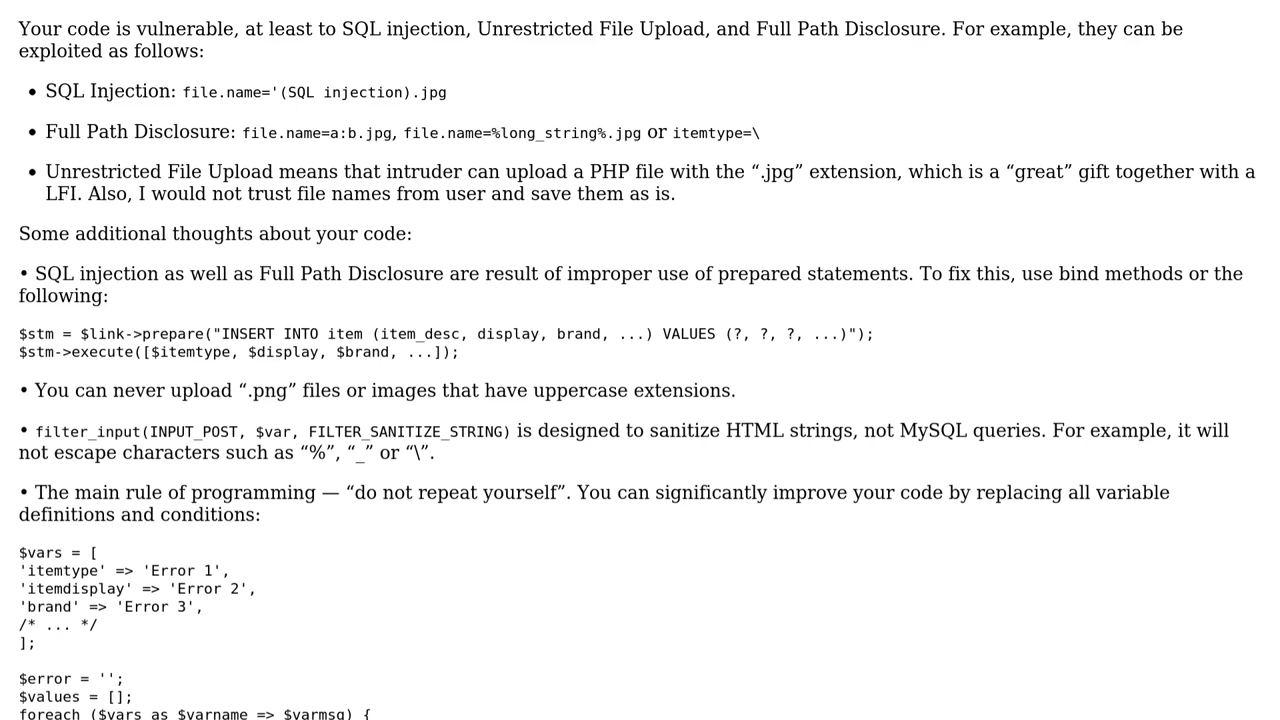 Your code is vulnerable, at least to SQL injection, Unrestricted File Upload, and Full Path Disclosure. For example, they can be
exploited as follows:
• SQL Injection: file.name='(SQL injection).jpg
• Full Path Disclosure: file.name=a:b.jpg, file.name=%long_string%.jpg or itemtype=\
• Unrestricted File Upload means that intruder can upload a PHP file with the “.jpg” extension, which is a “great” gift together with a
LFI. Also, I would not trust file names from user and save them as is.
Some additional thoughts about your code:
• SQL injection as well as Full Path Disclosure are result of improper use of prepared statements. To fix this, use bind methods or the
following:
$stm = $link->prepare("INSERT INTO item (item_desc, display, brand, ...) VALUES (?, ?, ?, ...)");
$stm->execute([$itemtype, $display, $brand, ...]);
• You can never upload “.png” files or images that have uppercase extensions.
• filter_input(INPUT_POST, $var, FILTER_SANITIZE_STRING) is designed to sanitize HTML strings, not MySQL queries. For example, it will
not escape characters such as “%”, “_” or “\”.
• The main rule of programming — “do not repeat yourself”. You can significantly improve your code by replacing all variable
definitions and conditions:
$vars = [
'itemtype' => 'Error 1',
'itemdisplay' => 'Error 2',
'brand' => 'Error 3',
/* ... */
];
$error = '';
$values = [];
foreach ($vars as $varname => $varmsg) {